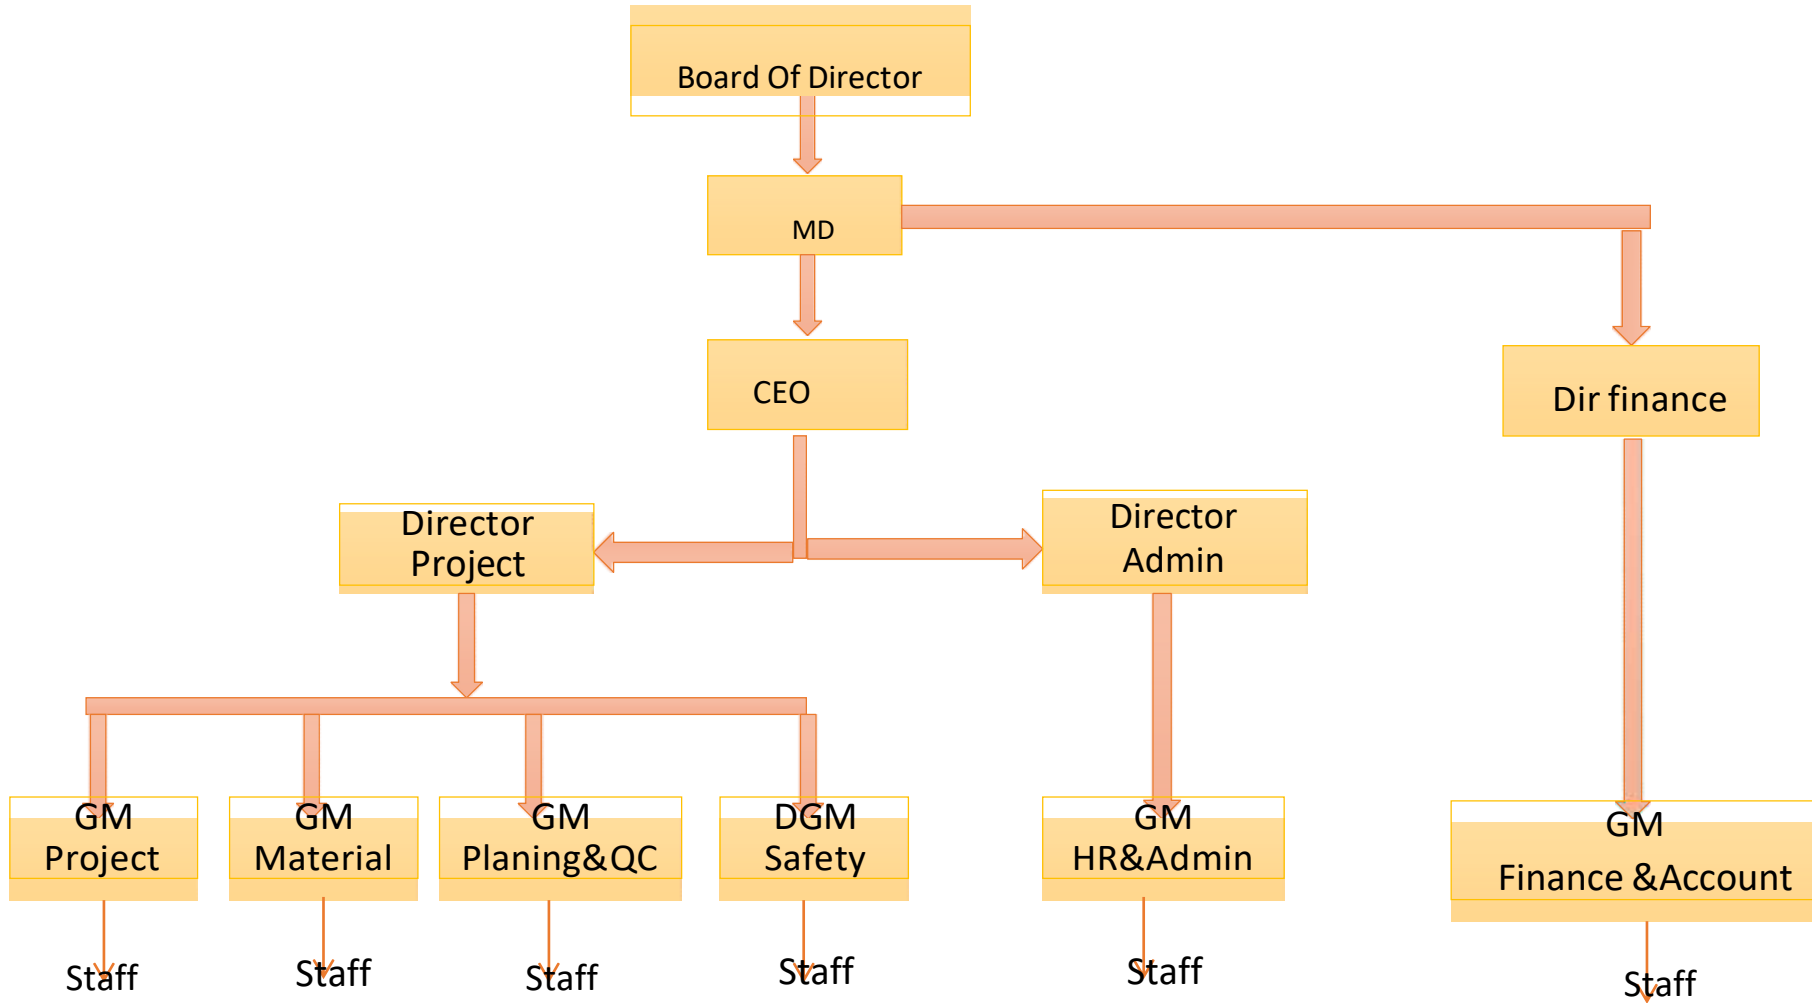 Board Of Director
MD
CEO
Dir finance
Director
Project
Director
Admin
GM
Project
GM
Material
GM
Planing&QC
DGM
Safety
GM
HR&Admin
GM
Finance &Account
Staff
Staff
Staff
Staff
Staff
Staff